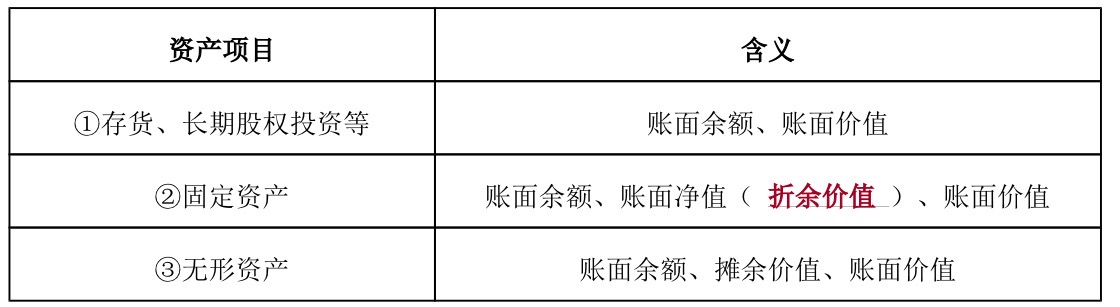 资产项目 含义
①存货、长期股权投资等 账面余额、账面价值
②固定资产 账面余额、账面净值（ 折余价值 ）、账面价值
③无形资产 账面余额、摊余价值、账面价值